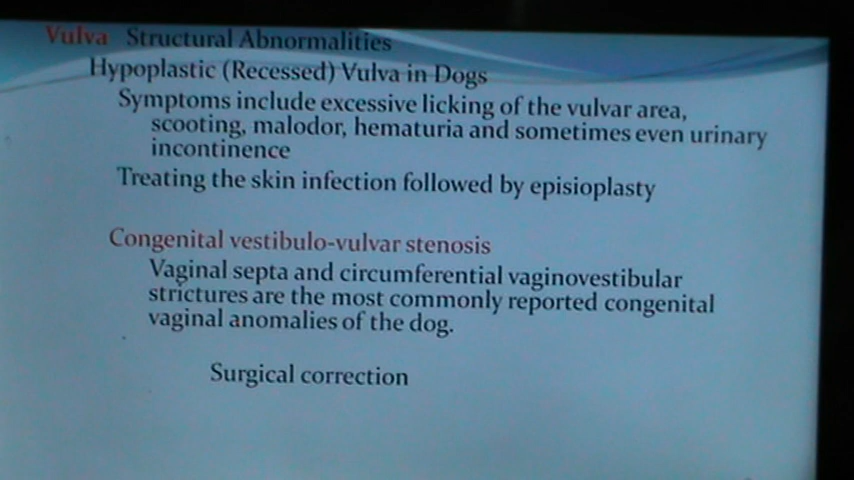 Vulva Structural Abnormalities
Hypoplastic (Recessed) Vulva in Dogs
Symptoms include excessive licking of the vulvar area,
scooting, malodor, hematuria and sometimes even urinary
incontinence
Treating the skin infection followed by episioplasty
Congenital vestibulo-vulvar stenosis
Vaginal septa and circumferential vaginovestibular
strictures are the most commonly reported congenital
vaginal anomalies of the dog.
Surgical correction